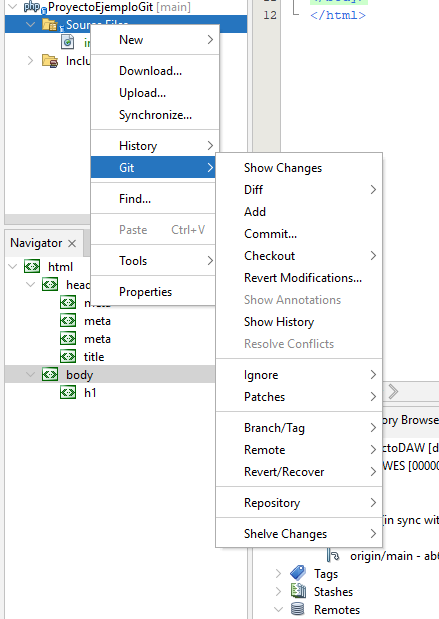 ProyectoEjemploGit [main]
Source Files
in
Inclu
New
Download...
Upload...
Synchronize...
History
Git
Find...
Paste Ctrl+V
Tools
Properties
12 </html>
Show Changes
Diff
Add
Commit...
Checkout
Revert Modifications...
Show Annotations
Show History
Resolve Conflicts
Ignore
Patches
Branch/Tag
Remote
Revert/Recover
Repository
Shelve Changes
Navigator
html
head
meta
meta
meta
title
body
h1
ory Browse
ctoDAW [d
WES [0000
[in sync wit
origin/main - ab
Tags
Stashes
Remotes